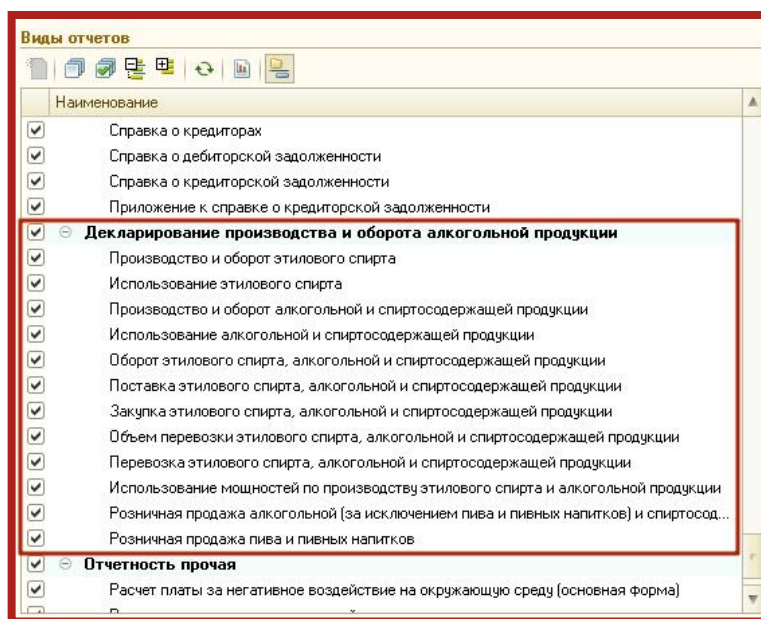 Виды отчетов
Наименование
Справка о кредиторах
Справка о дебиторской задолженности
Справка о кредиторской задолженности
Приложение к справке о кредиторской задолженности
Декларирование производства и оборота алкогольной продукции
Производство и оборот этилового спирта
Использование этилового спирта
Производство и оборот алкогольной и спиртосодержащей продукции
Использование алкогольной и спиртосодержащей продукции
Оборот этилового спирта, алкогольной и спиртосодержащей продукции
Поставка этилового спирта, алкогольной и спиртосодержащей продукции
Закупка этилового спирта, алкогольной и спиртосодержащей продукции
Объем перевозки этилового спирта, алкогольной и спиртосодержащей продукции
Перевозка этилового спирта, алкогольной и спиртосодержащей продукции
Использование мощностей по производству этилового спирта и алкогольной продукции
Розничная продажа алкогольной (за исключением пива и пивных напитков) и спиртосод...
Розничная продажа пива и пивных напитков
Отчетность прочая
Расчет платы за негативное воздействие на окружающую среду (основная форма)